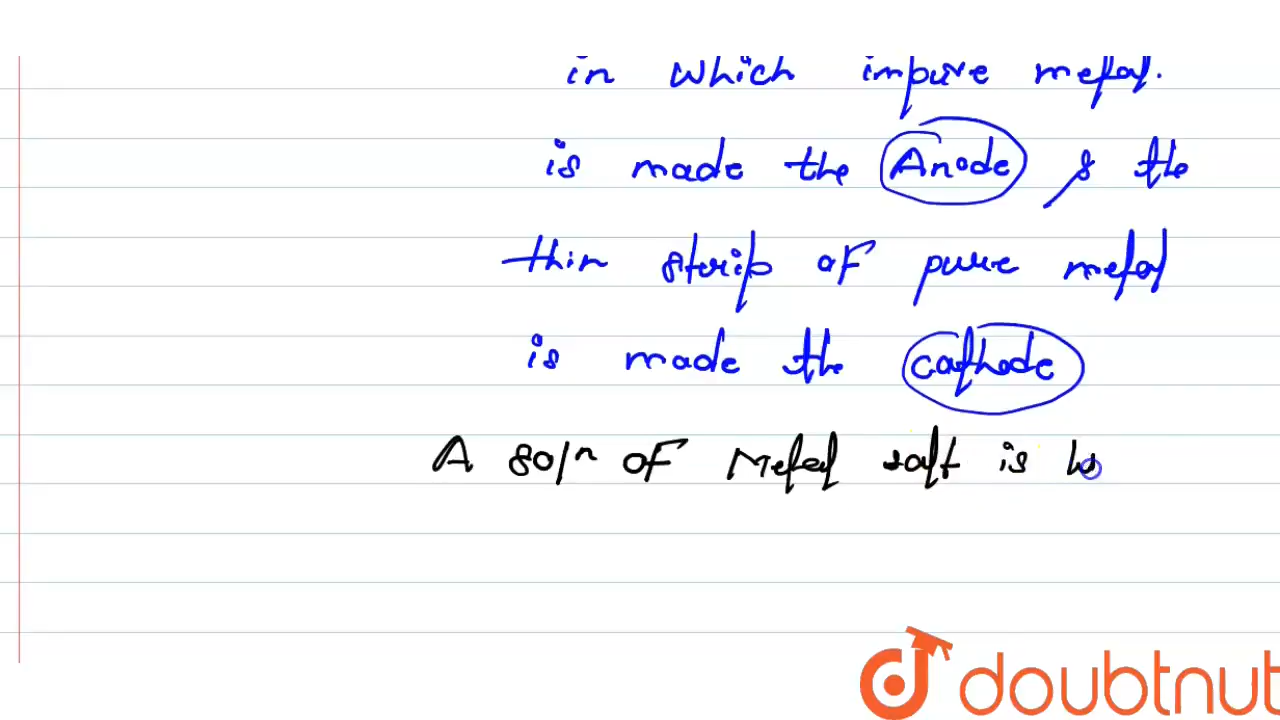 in which impure metal.
is made the Anode & the
thin strip of pure metal
is made the cathode
A sol^n of Metal salt is
doubtnut